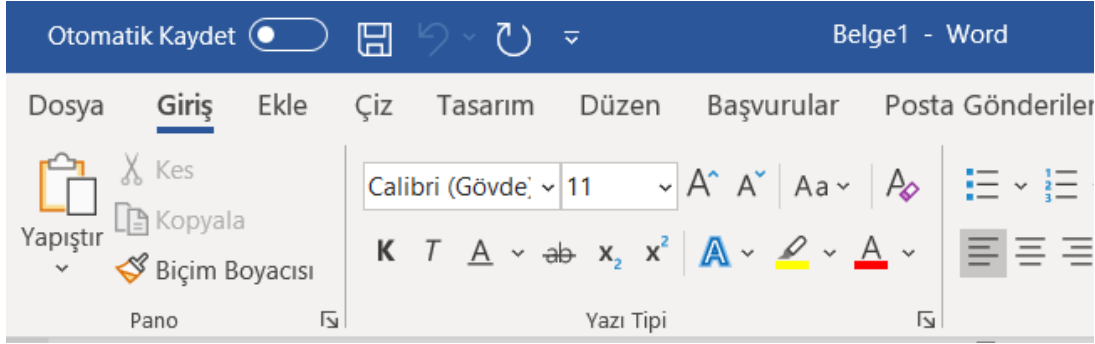 Otomatik Kaydet Belge1 - Word
Dosya Giriş Ekle Çiz Tasarım Düzen Başvurular Posta Gönderiler
Kes
Kopyala
Yapıştır
Biçim Boyacısı
Pano
Calibri (Gövde) 11 A^ Aˇ Aa A
K T A ab x₂ x² A A
Yazı Tipi